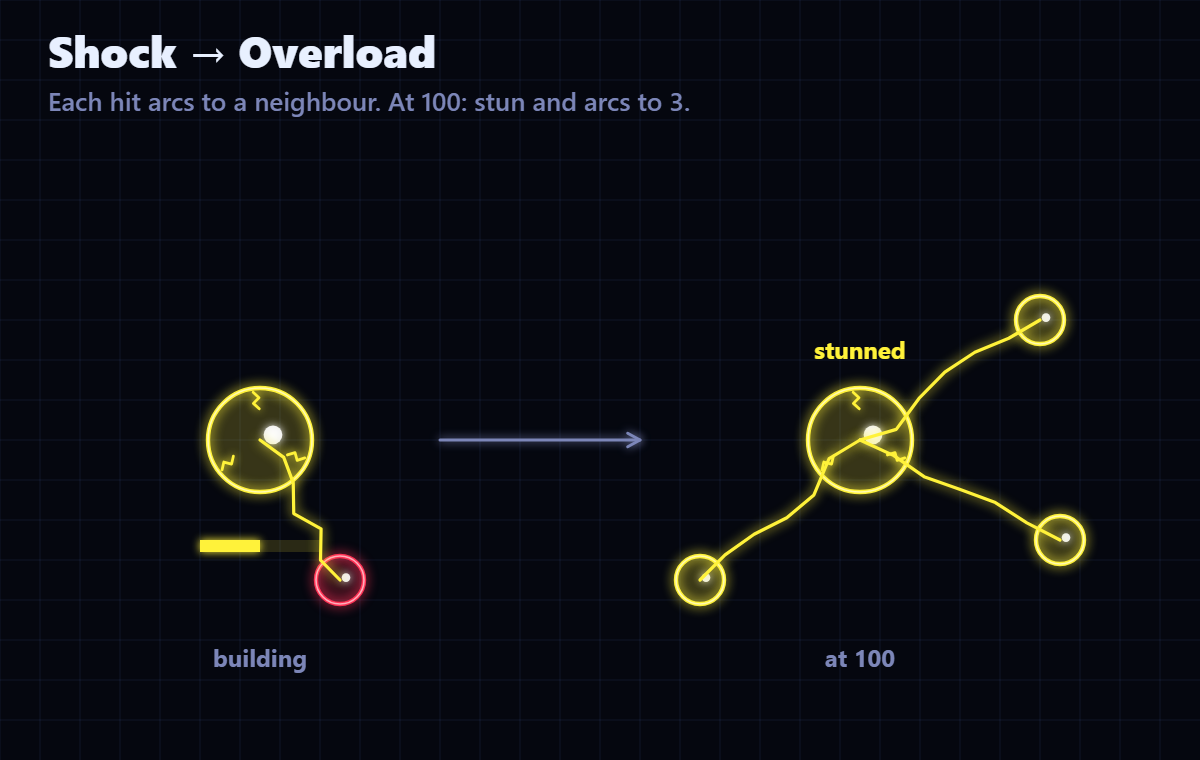 Shock → Overload
Each hit arcs to a neighbour. At 100: stun and arcs to 3.
stunned
building
at 100